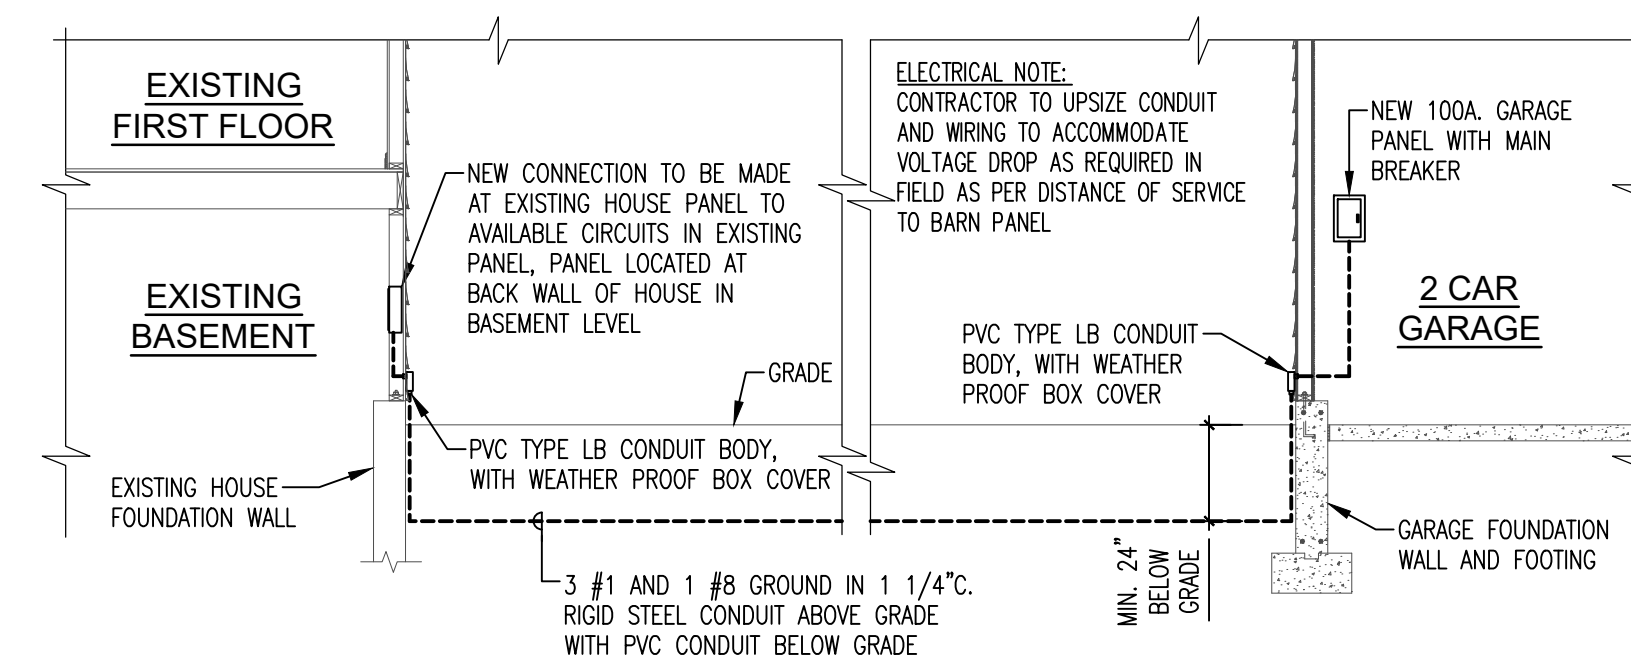 EXISTING
FIRST FLOOR
NEW CONNECTION TO BE MADE
AT EXISTING HOUSE PANEL TO
AVAILABLE CIRCUITS IN EXISTING
PANEL, PANEL LOCATED AT
BACK WALL OF HOUSE IN
BASEMENT LEVEL
ELECTRICAL NOTE:
CONTRACTOR TO UPSIZE CONDUIT
AND WIRING TO ACCOMMODATE
VOLTAGE DROP AS REQUIRED IN
FIELD AS PER DISTANCE OF SERVICE
TO BARN PANEL
NEW 100A. GARAGE
PANEL WITH MAIN
BREAKER
EXISTING
BASEMENT
2 CAR
GARAGE
PVC TYPE LB CONDUIT
BODY, WITH WEATHER
PROOF BOX COVER
GRADE
PVC TYPE LB CONDUIT BODY,
WITH WEATHER PROOF BOX COVER
EXISTING HOUSE
FOUNDATION WALL
GARAGE FOUNDATION
WALL AND FOOTING
MIN. 24"
BELOW
GRADE
3 #1 AND 1 #8 GROUND IN 1 1/4"C.
RIGID STEEL CONDUIT ABOVE GRADE
WITH PVC CONDUIT BELOW GRADE